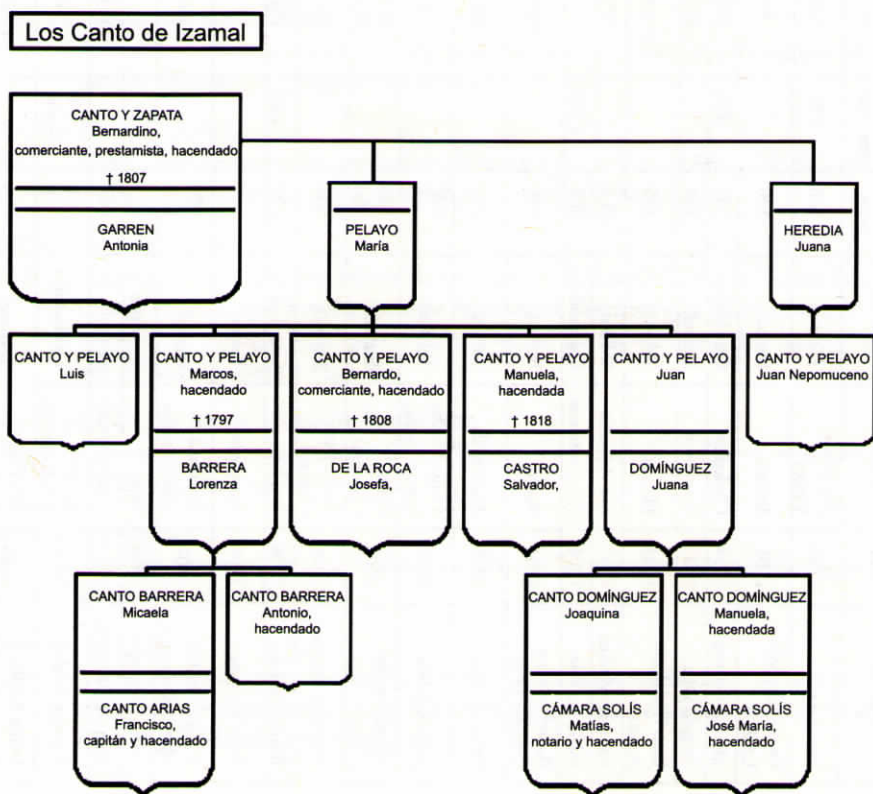 Los Canto de Izamal
CANTO Y ZAPATA
Bernardino,
comerciante, prestamista, hacendado
† 1807
GARREN
Antonia
PELAYO
María
HEREDIA
Juana
CANTO Y PELAYO
Luis
CANTO Y PELAYO
Marcos,
hacendado
† 1797
BARRERA
Lorenza
CANTO Y PELAYO
Bernardo,
comerciante, hacendado
† 1808
DE LA ROCA
Josefa,
CANTO Y PELAYO
Manuela,
hacendada
† 1818
CASTRO
Salvador,
CANTO Y PELAYO
Juan
DOMÍNGUEZ
Juana
CANTO Y PELAYO
Juan Nepomuceno
CANTO BARRERA
Micaela
CANTO ARIAS
Francisco,
capitán y hacendado
CANTO BARRERA
Antonio,
hacendado
CANTO DOMÍNGUEZ
Joaquina
CÁMARA SOLÍS
Matías,
notario y hacendado
CANTO DOMÍNGUEZ
Manuela,
hacendada
CÁMARA SOLÍS
José María,
hacendado